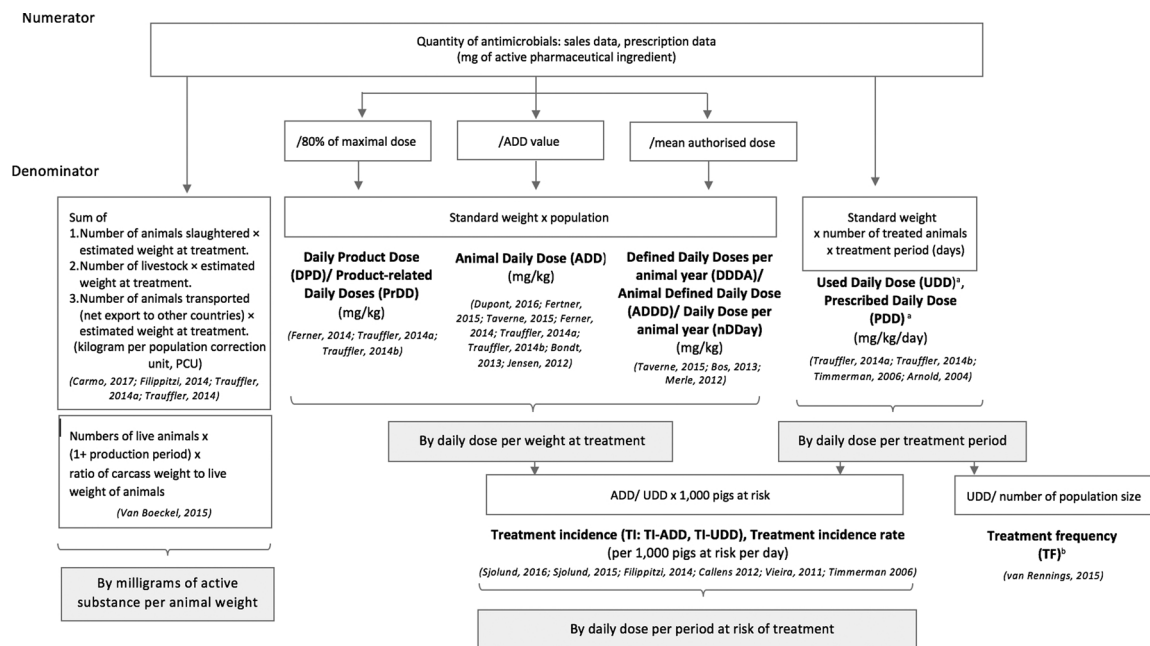 Numerator
Quantity of antimicrobials: sales data, prescription data
(mg of active pharmaceutical ingredient)
/80% of maximal dose
/ADD value
/mean authorised dose
Denominator
Sum of
1.Number of animals slaughtered ×
estimated weight at treatment.
2.Number of livestock × estimated
weight at treatment.
3.Number of animals transported
(net export to other countries) ×
estimated weight at treatment.
(kilogram per population correction
unit, PCU)
(Carmo, 2017; Filippitzi, 2014; Trauffler,
2014a; Trauffler, 2014)
Numbers of live animals x
(1+ production period) x
ratio of carcass weight to live
weight of animals
(Van Boeckel, 2015)
By milligrams of active
substance per animal weight
Standard weight x population
Daily Product Dose
(DPD)/ Product-related
Daily Doses (PrDD)
(mg/kg)
(Ferner, 2014; Trauffler, 2014a;
Trauffler, 2014b)
Animal Daily Dose (ADD)
(mg/kg)
(Dupont, 2016; Fertner,
2015; Taverne, 2015; Ferner,
2014; Trauffler, 2014a;
Trauffler, 2014b; Bondt,
2013; Jensen, 2012)
Defined Daily Doses per
animal year (DDDA)/
Animal Defined Daily Dose
(ADDD)/ Daily Dose per
animal year (nDDay)
(mg/kg)
(Taverne, 2015; Bos, 2013;
Merle, 2012)
Standard weight
x number of treated animals
x treatment period (days)
Used Daily Dose (UDD)ᵃ,
Prescribed Daily Dose
(PDD) ᵃ
(mg/kg/day)
(Trauffler, 2014a; Trauffler, 2014b;
Timmerman, 2006; Arnold, 2004)
By daily dose per weight at treatment
By daily dose per treatment period
ADD/ UDD x 1,000 pigs at risk
UDD/ number of population size
Treatment incidence (TI: TI-ADD, TI-UDD), Treatment incidence rate
(per 1,000 pigs at risk per day)
(Sjolund, 2016; Sjolund, 2015; Filippitzi, 2014; Callens 2012; Vieira, 2011; Timmerman 2006)
Treatment frequency
(TF)ᵇ
(van Rennings, 2015)
By daily dose per period at risk of treatment